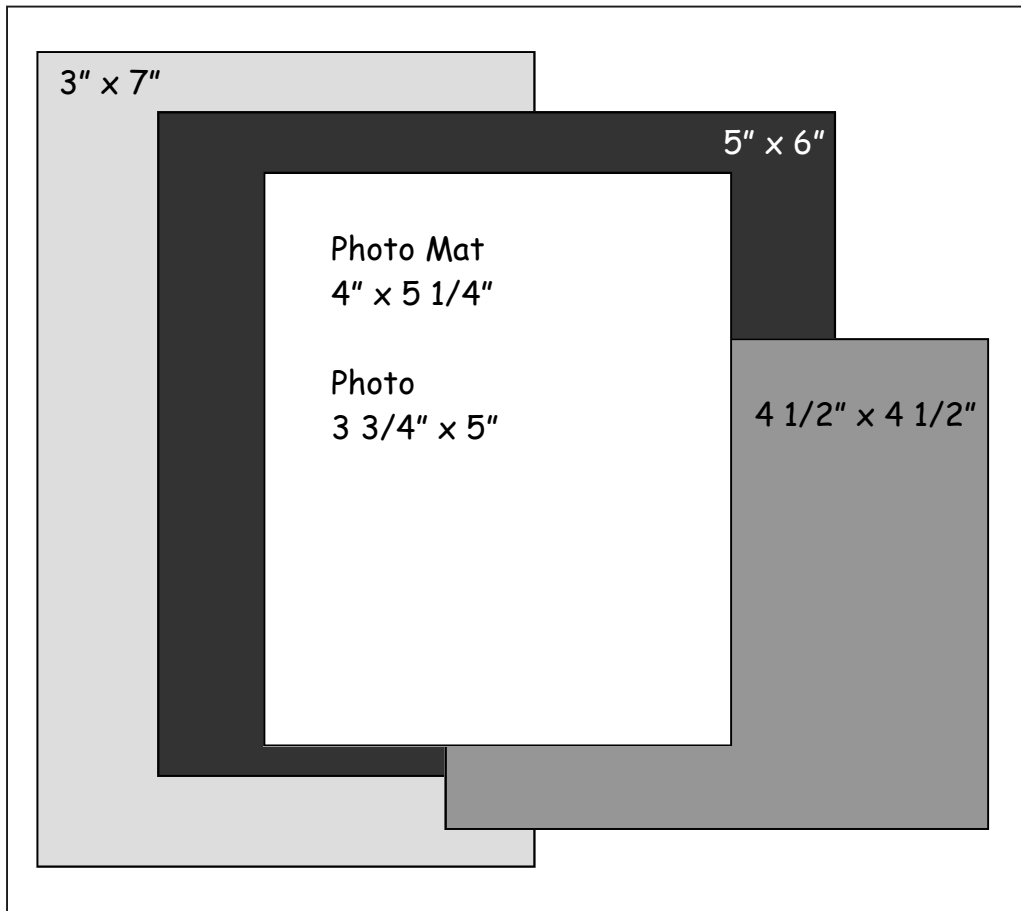 3" x 7"
5" x 6"
Photo Mat
4" x 5 1/4"
Photo
3 3/4" x 5"
4 1/2" x 4 1/2"